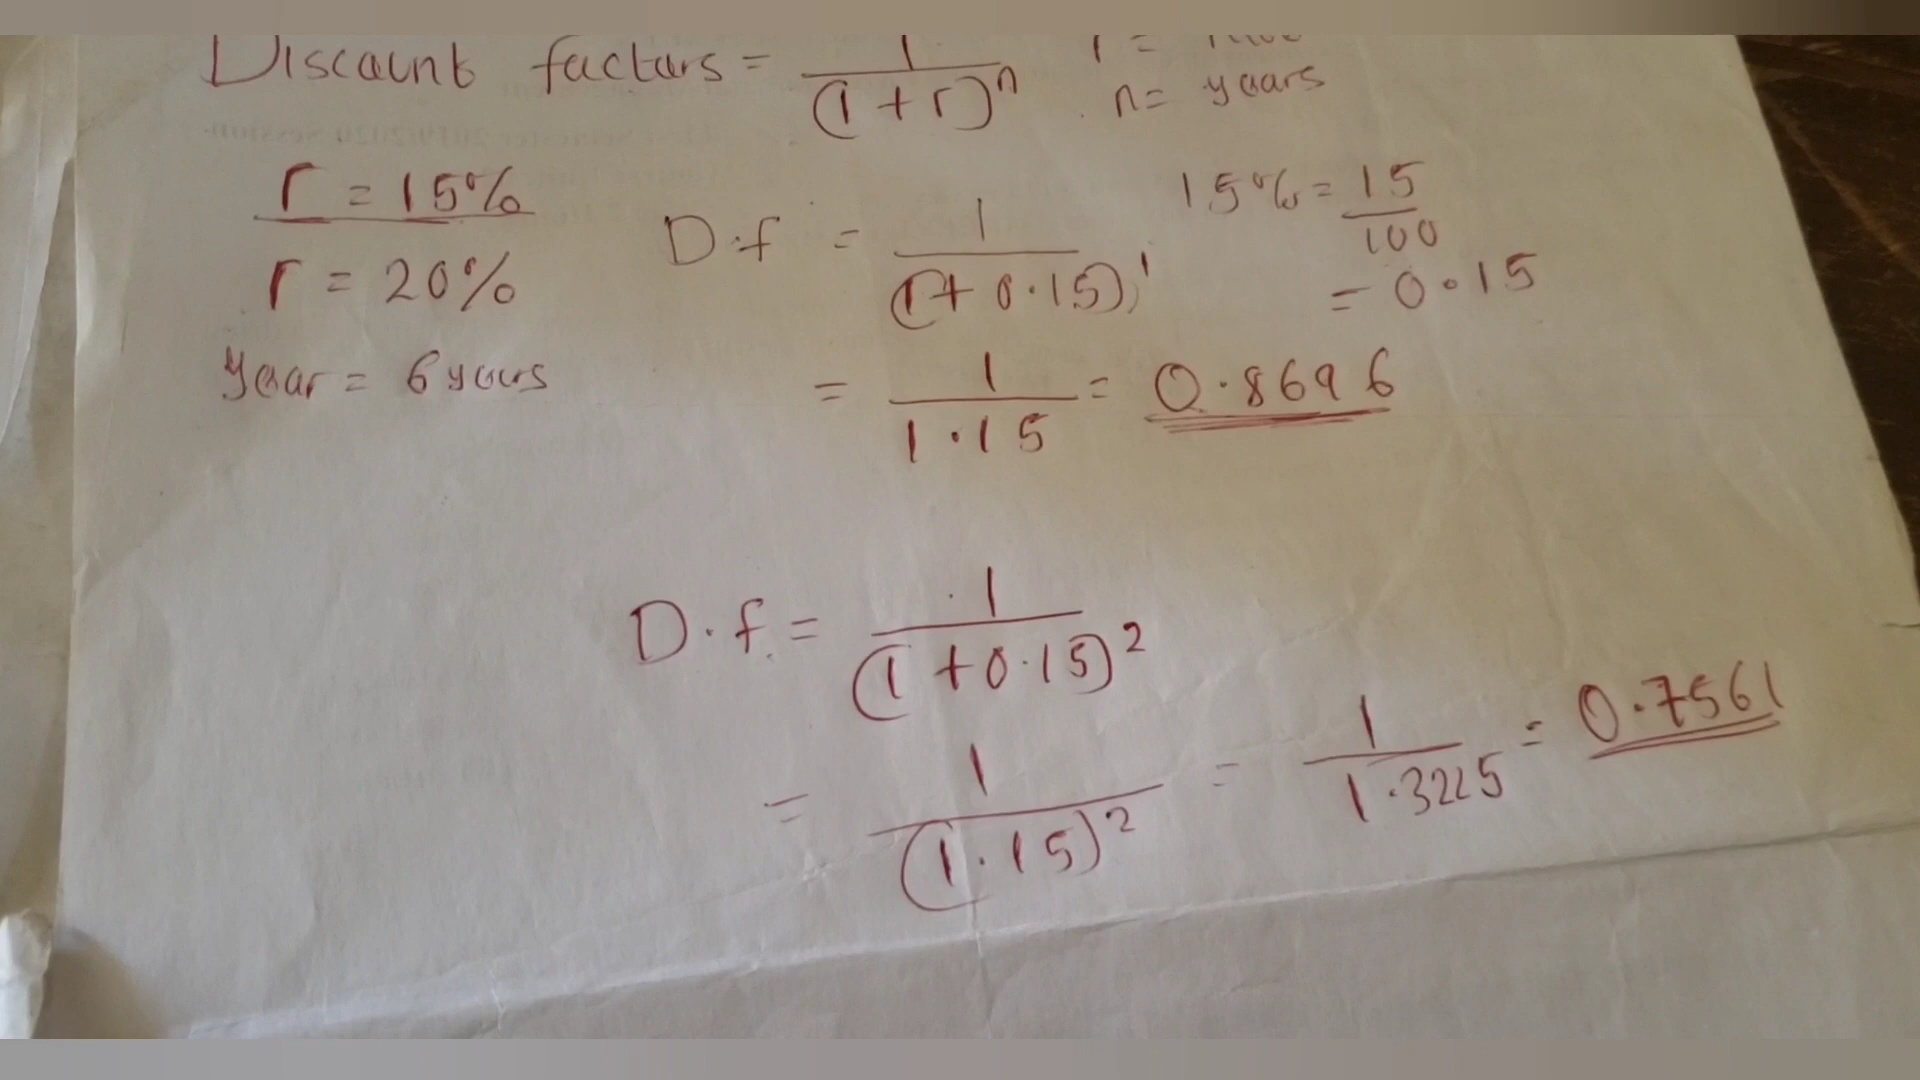 Discount factors = 1/(1+r)^n
n= years
r = 15%
15% = 15/100
D.f = 1/(1+0.15)^1
r = 20%
= 0.15
Year = 6 years
= 1/1.15 = 0.8696
D.f = 1/(1+0.15)^2
= 1/(1.15)^2 = 1/1.3225 = 0.7561